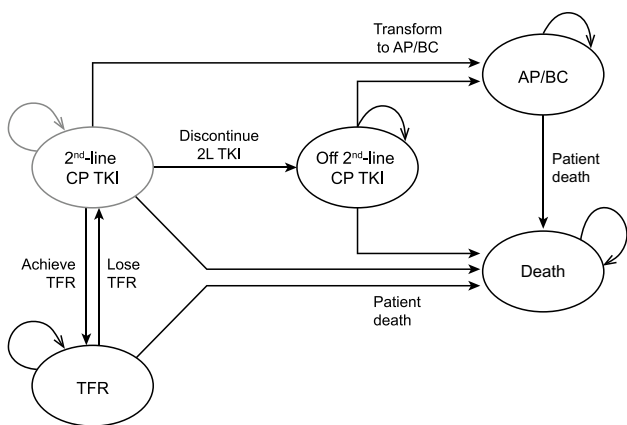 Transform
to AP/BC
AP/BC
2nd-line
CP TKI
Discontinue
2L TKI
Off 2nd-line
CP TKI
Patient
death
Achieve
TFR
Lose
TFR
Death
Patient
death
TFR